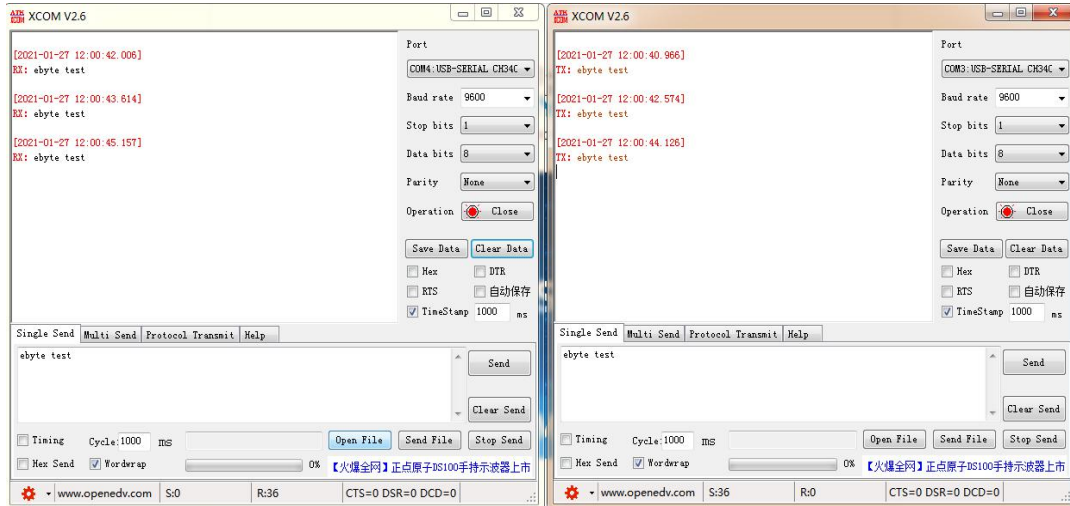 XCOM V2.6
[2021-01-27 12:00:42.006]
RX: ebyte test
[2021-01-27 12:00:43.614]
RX: ebyte test
[2021-01-27 12:00:45.157]
RX: ebyte test
Port
COM4:USB-SERIAL CH34C
Baud rate 9600
Stop bits 1
Data bits 8
Parity None
Operation Close
Save Data Clear Data
Hex DTR
RTS 自动保存
TimeStamp 1000 ms
Single Send Multi Send Protocol Transmit Help
ebyte test
Send
Clear Send
Timing Cycle:1000 ms Open File Send File Stop Send
Hex Send Wordwrap 0% 【火爆全网】正点原子DS100手持示波器上市
www.openedv.com S:0 R:36 CTS=0 DSR=0 DCD=0
XCOM V2.6
[2021-01-27 12:00:40.966]
TX: ebyte test
[2021-01-27 12:00:42.574]
TX: ebyte test
[2021-01-27 12:00:44.126]
TX: ebyte test
Port
COM3:USB-SERIAL CH34C
Baud rate 9600
Stop bits 1
Data bits 8
Parity None
Operation Close
Save Data Clear Data
Hex DTR
RTS 自动保存
TimeStamp 1000 ms
Single Send Multi Send Protocol Transmit Help
ebyte test
Send
Clear Send
Timing Cycle:1000 ms Open File Send File Stop Send
Hex Send Wordwrap 0% 【火爆全网】正点原子DS100手持示波器上市
www.openedv.com S:36 R:0 CTS=0 DSR=0 DCD=0